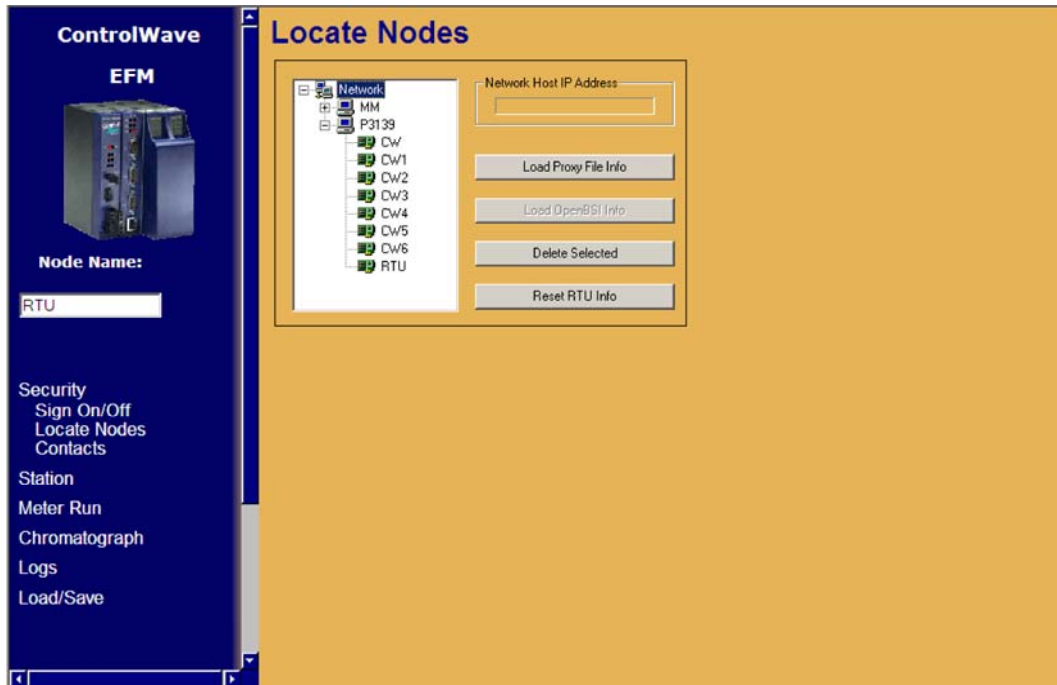 ControlWave
EFM
Node Name:
RTU
Security
Sign On/Off
Locate Nodes
Contacts
Station
Meter Run
Chromatograph
Logs
Load/Save
Locate Nodes
Network
MM
P3139
CW
CW1
CW2
CW3
CW4
CW5
CW6
RTU
Network Host IP Address
Load Proxy File Info
Load OpenBSI Info
Delete Selected
Reset RTU Info